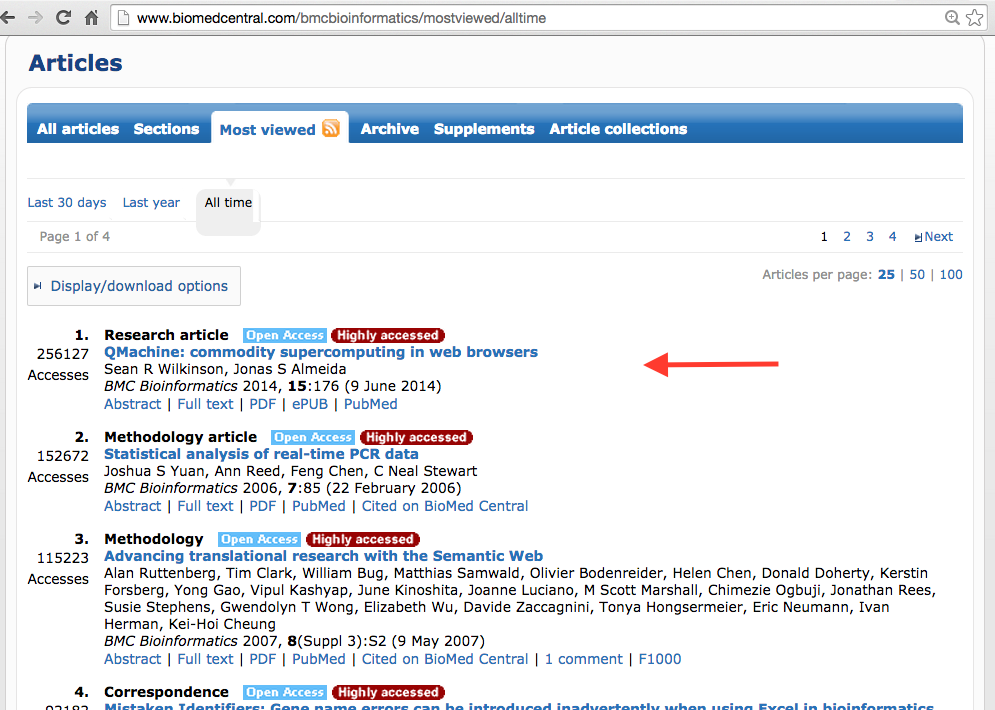 www.biomedcentral.com/bmcbioinformatics/mostviewed/alltime
Articles
All articles Sections Most viewed Archive Supplements Article collections
Last 30 days Last year All time
Page 1 of 4 1 2 3 4 Next
Articles per page: 25 | 50 | 100
Display/download options
1. Research article Open Access Highly accessed
256127 QMachine: commodity supercomputing in web browsers
Accesses Sean R Wilkinson, Jonas S Almeida
BMC Bioinformatics 2014, 15:176 (9 June 2014)
Abstract | Full text | PDF | ePUB | PubMed
2. Methodology article Open Access Highly accessed
152672 Statistical analysis of real-time PCR data
Accesses Joshua S Yuan, Ann Reed, Feng Chen, C Neal Stewart
BMC Bioinformatics 2006, 7:85 (22 February 2006)
Abstract | Full text | PDF | PubMed | Cited on BioMed Central
3. Methodology Open Access Highly accessed
115223 Advancing translational research with the Semantic Web
Accesses Alan Ruttenberg, Tim Clark, William Bug, Matthias Samwald, Olivier Bodenreider, Helen Chen, Donald Doherty, Kerstin
Forsberg, Yong Gao, Vipul Kashyap, June Kinoshita, Joanne Luciano, M Scott Marshall, Chimezie Ogbuji, Jonathan Rees,
Susie Stephens, Gwendolyn T Wong, Elizabeth Wu, Davide Zaccagnini, Tonya Hongsermeier, Eric Neumann, Ivan
Herman, Kei-Hoi Cheung
BMC Bioinformatics 2007, 8(Suppl 3):S2 (9 May 2007)
Abstract | Full text | PDF | PubMed | Cited on BioMed Central | 1 comment | F1000
4. Correspondence Open Access Highly accessed
Mistaken Identifiers: Gene name errors can be introduced inadvertently when using Excel in bioinformatics